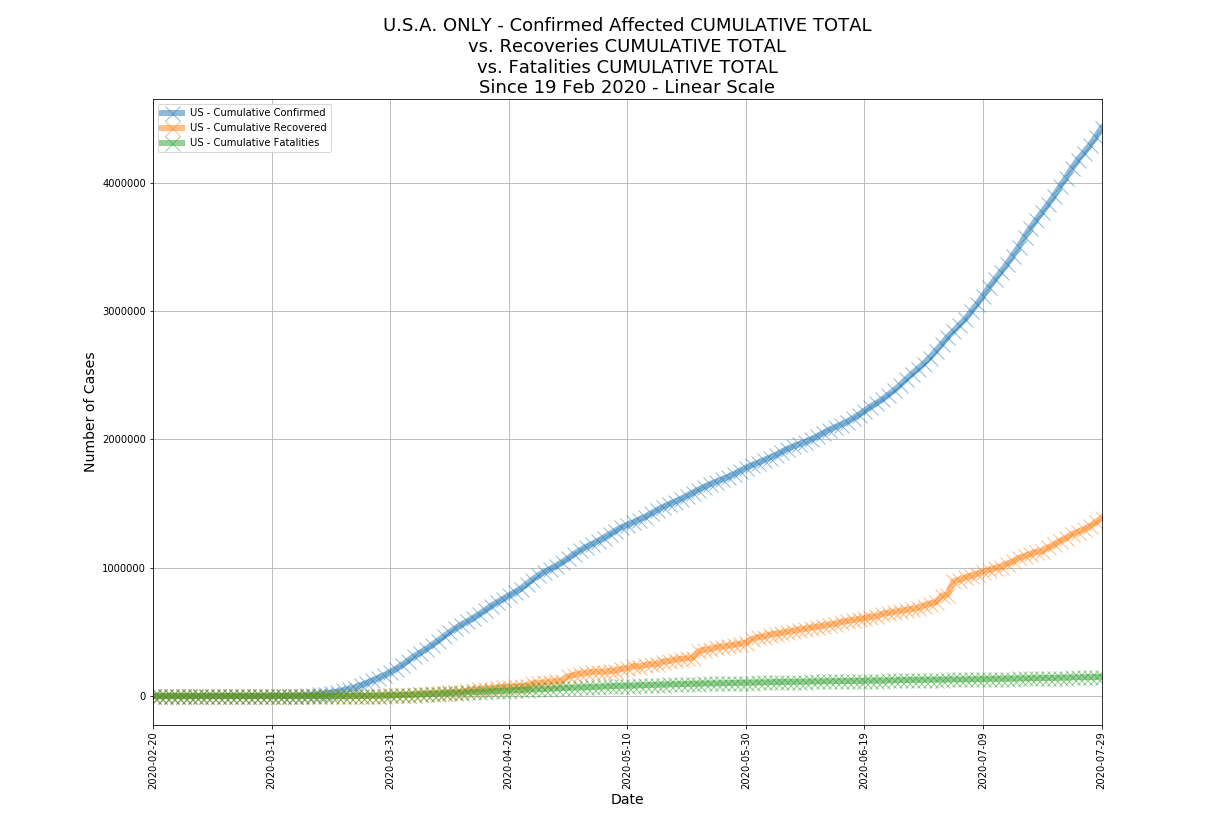 U.S.A. ONLY - Confirmed Affected CUMULATIVE TOTAL
vs. Recoveries CUMULATIVE TOTAL
vs. Fatalities CUMULATIVE TOTAL
Since 19 Feb 2020 - Linear Scale
US - Cumulative Confirmed
US - Cumulative Recovered
US - Cumulative Fatalities
Number of Cases
4000000
3000000
2000000
1000000
0
2020-02-20
2020-03-11
2020-03-31
2020-04-20
2020-05-10
2020-05-30
2020-06-19
2020-07-09
2020-07-29
Date